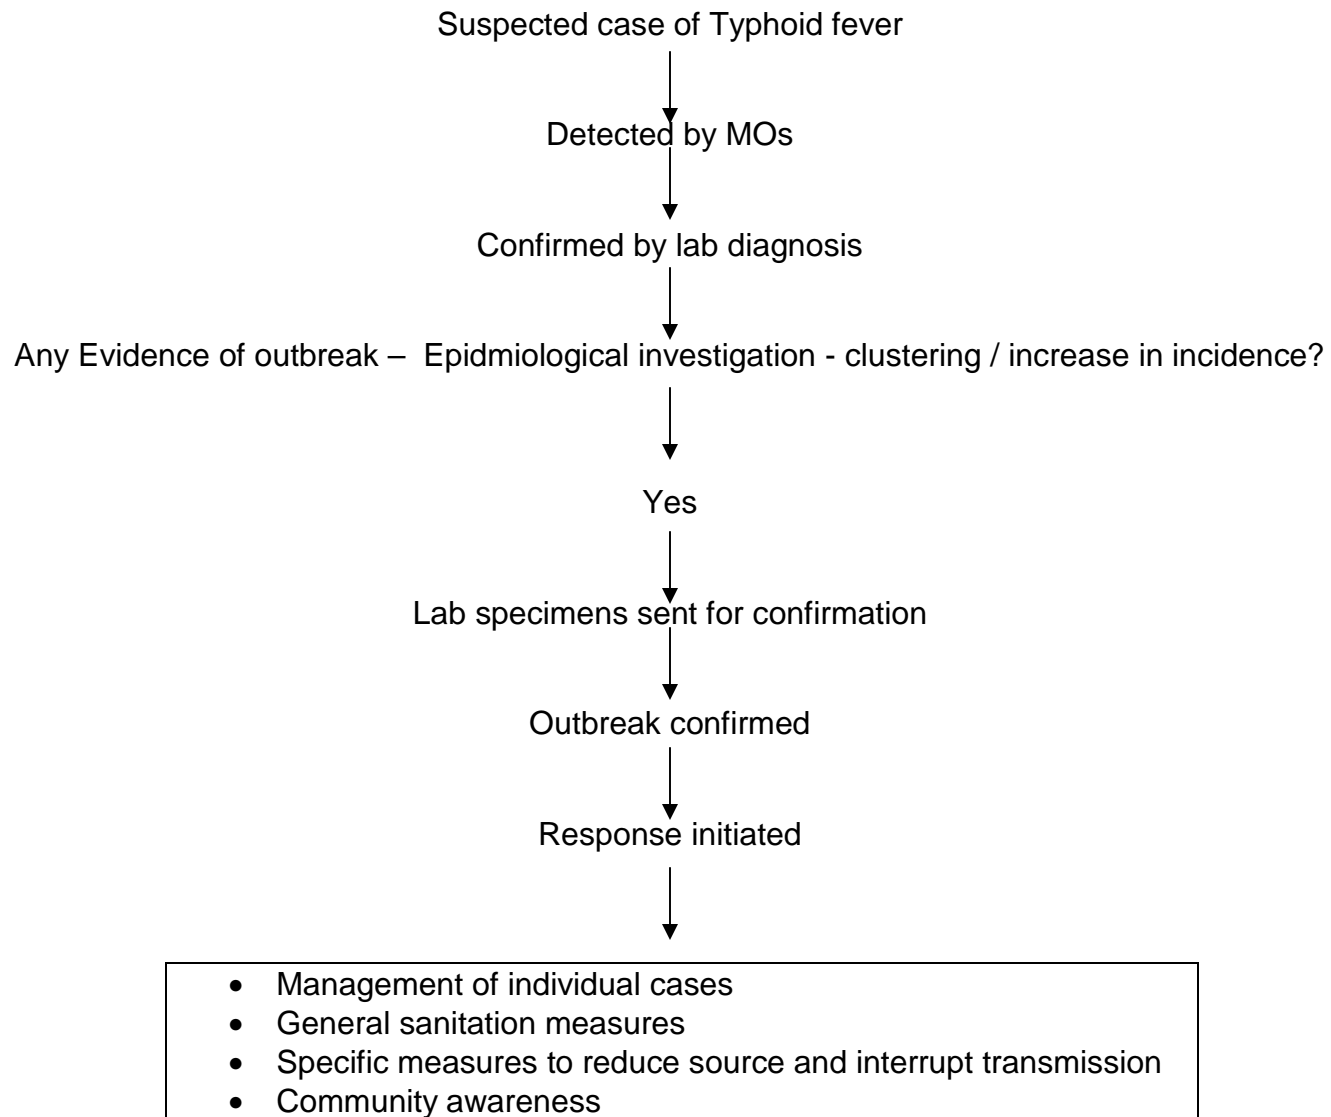 Suspected case of Typhoid fever
Detected by MOs
Confirmed by lab diagnosis
Any Evidence of outbreak –  Epidmiological investigation - clustering / increase in incidence?
Yes
Lab specimens sent for confirmation
Outbreak confirmed
Response initiated
• Management of individual cases
• General sanitation measures
• Specific measures to reduce source and interrupt transmission
• Community awareness